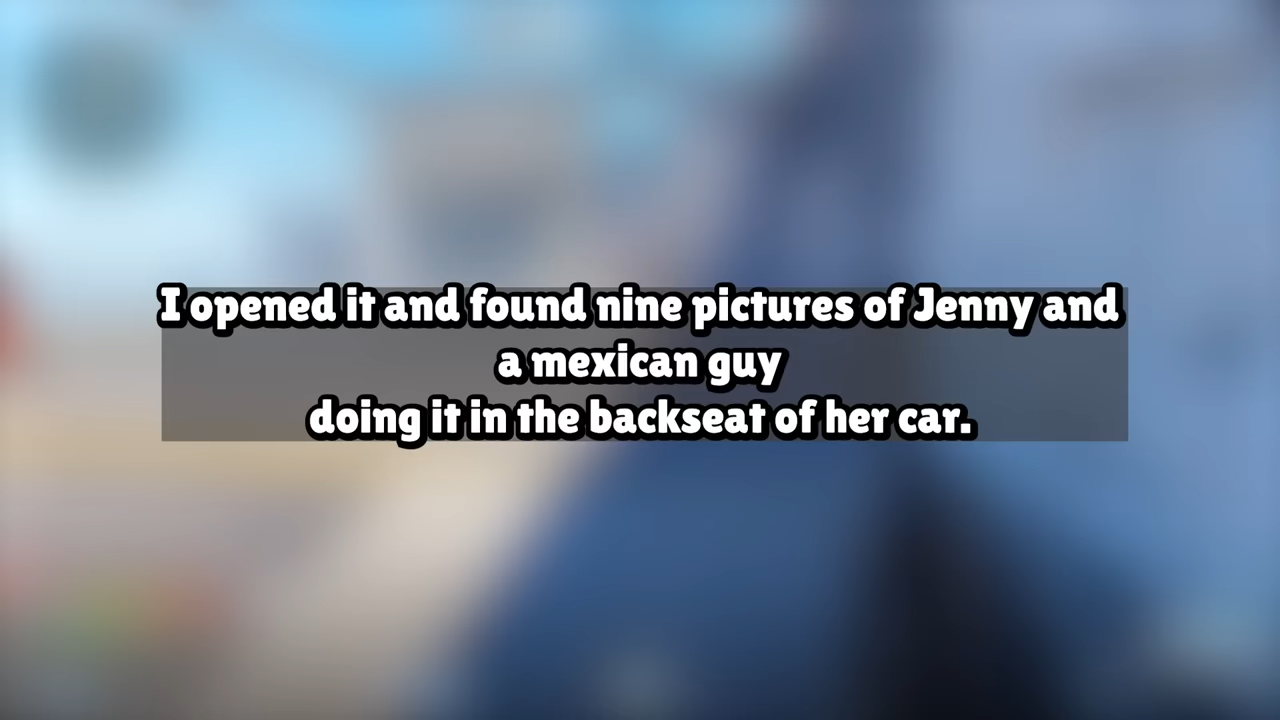 I opened it and found nine pictures of Jenny and
a mexican guy
doing it in the backseat of her car.